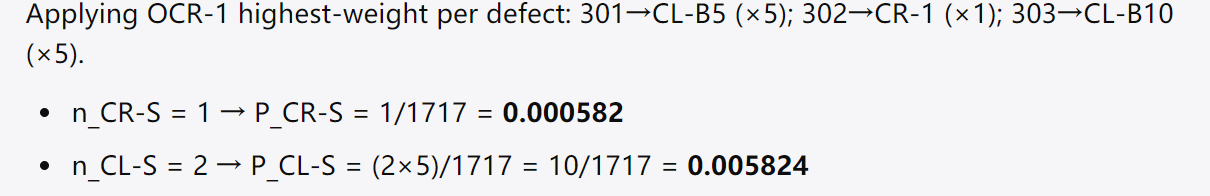 Applying OCR-1 highest-weight per defect: 301→CL-B5 (×5); 302→CR-1 (×1); 303→CL-B10
(×5).
• n_CR-S = 1 → P_CR-S = 1/1717 = 0.000582
• n_CL-S = 2 → P_CL-S = (2×5)/1717 = 10/1717 = 0.005824